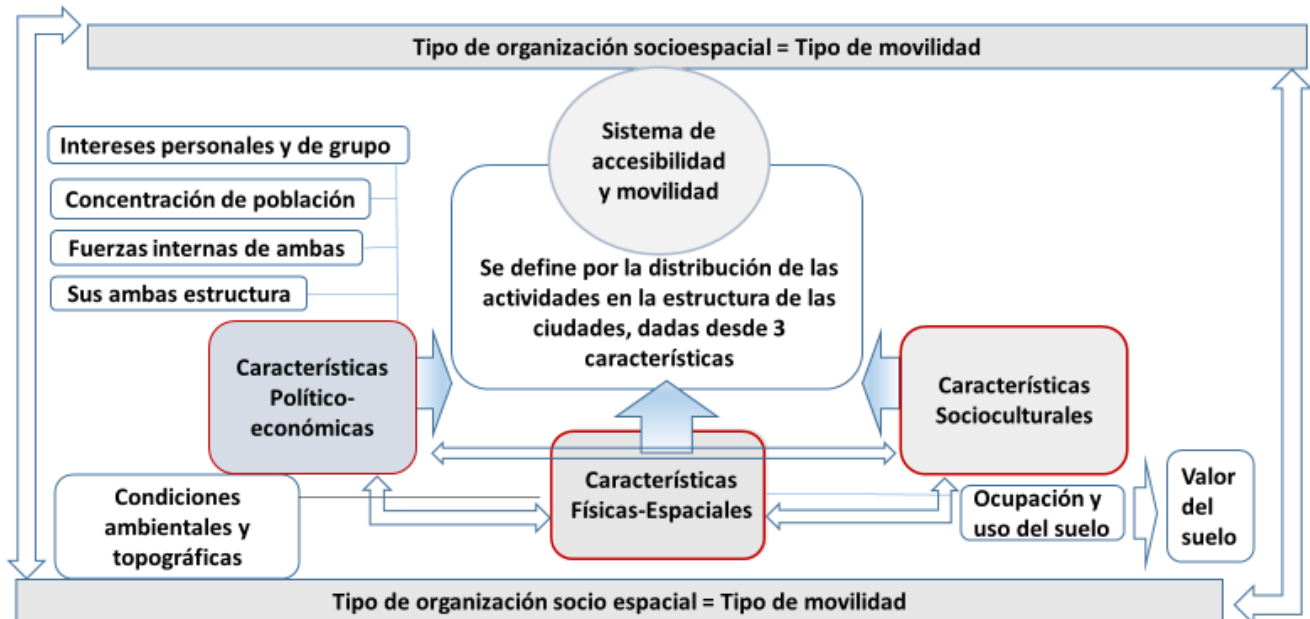 Tipo de organización socioespacial = Tipo de movilidad
Sistema de
accesibilidad
y movilidad
Intereses personales y de grupo
Concentración de población
Fuerzas internas de ambas
Sus ambas estructura
Se define por la distribución de las
actividades en la estructura de las
ciudades, dadas desde 3
características
Características
Político-
económicas
Características
Socioculturales
Características
Físicas-Espaciales
Condiciones
ambientales y
topográficas
Ocupación y
uso del suelo
Valor
del
suelo
Tipo de organización socio espacial = Tipo de movilidad